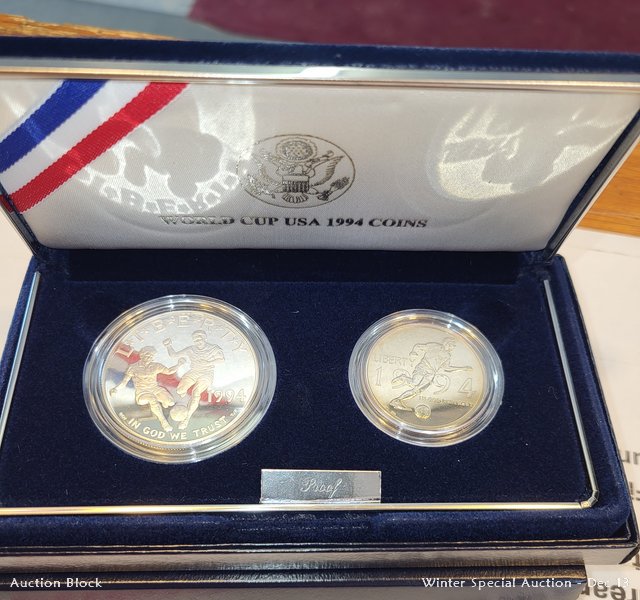 WORLD CUP USA 1994 COINS
LIBERTY
1994
IN GOD WE TRUST
LIBERTY
1 94
Proof
Auction Block
Winter Special Auction - Dec 13